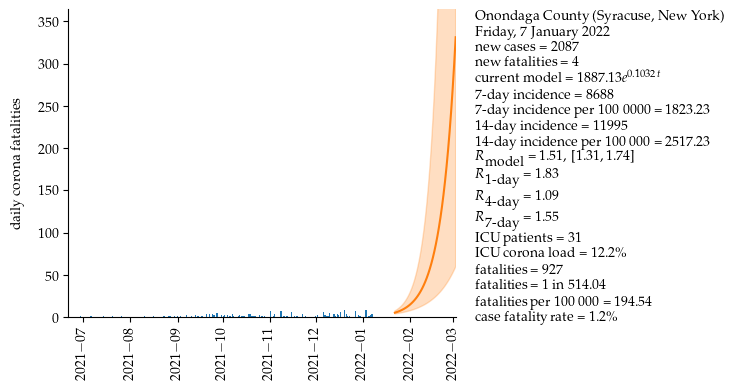 350
300
250
200
150
100
50
0
daily corona fatalities
2021−07
2021−08
2021−09
2021−10
2021−11
2021−12
2022−01
2022−02
2022−03
Onondaga County (Syracuse, New York)
Friday, 7 January 2022
new cases = 2087
new fatalities = 4
current model = 1887.13e^0.1032 t
7-day incidence = 8688
7-day incidence per 100 0000 = 1823.23
14-day incidence = 11995
14-day incidence per 100 000 = 2517.23
R_model = 1.51, [1.31, 1.74]
R_1-day = 1.83
R_4-day = 1.09
R_7-day = 1.55
ICU patients = 31
ICU corona load = 12.2%
fatalities = 927
fatalities = 1 in 514.04
fatalities per 100 000 = 194.54
case fatality rate = 1.2%